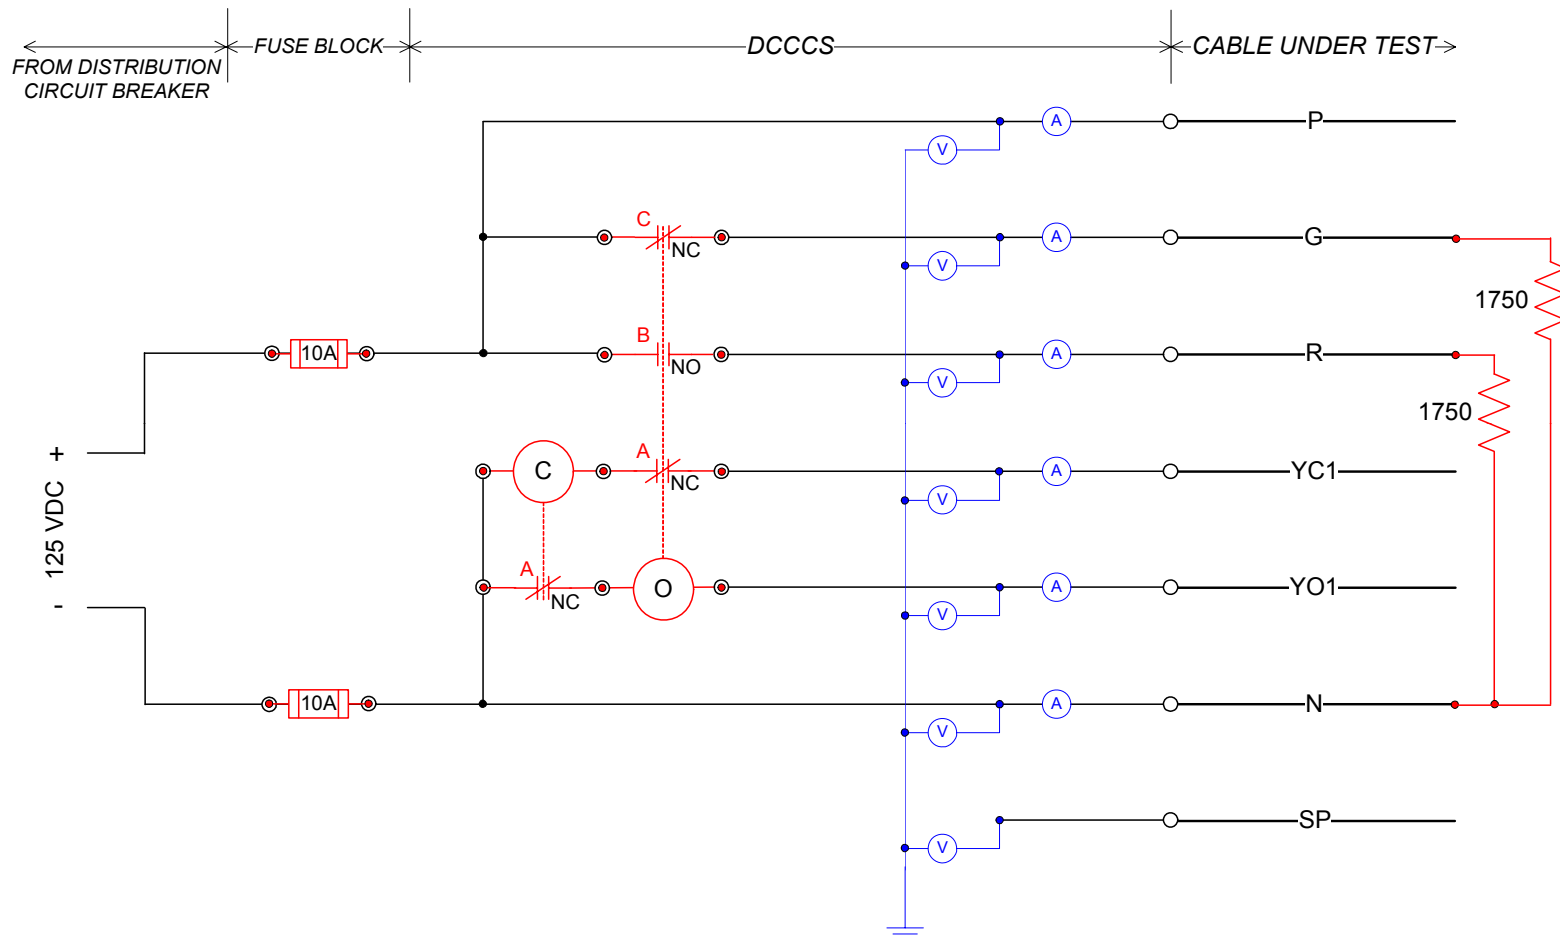 FROM DISTRIBUTION
CIRCUIT BREAKER
FUSE BLOCK
DCCCS
CABLE UNDER TEST
A
P
V
C
NC
A
G
V
1750
10A
B
NO
A
R
V
1750
+
125 VDC
-
C
A
NC
A
YC1
V
A
NC
O
A
YO1
V
10A
A
N
V
SP
V